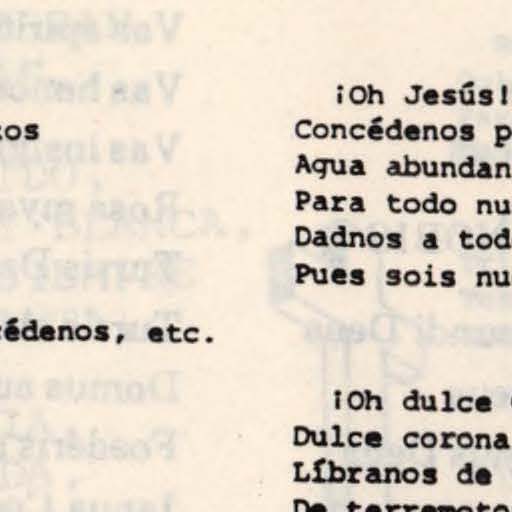 os
cédenos, etc.
¡Oh Jesús!
Concédenos p
Agua abundan
Para todo nu
Dadnos a tod
Pues sois nu
¡Oh dulce
Dulce corona
Líbranos de
De terremoto